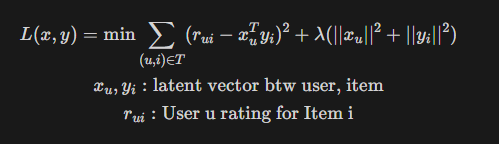 L(x, y) = min ∑_{(u,i)∈T} (r_{ui} − x_u^T y_i)^2 + λ(||x_u||^2 + ||y_i||^2)
x_u, y_i : latent vector btw user, item
r_{ui} : User u rating for Item i